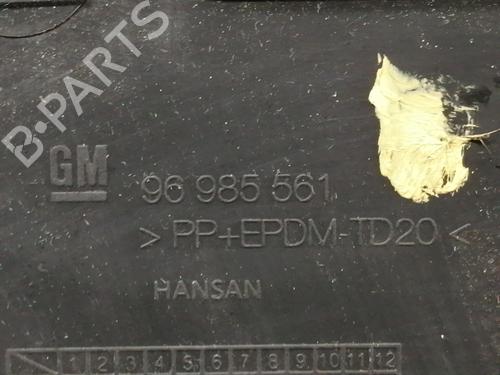 B-PARTS
GM
96 985 561
> PP+EPDM-TD20 <
HANSAN
1 2 3 4 5 6 7 8 9 10 11 12